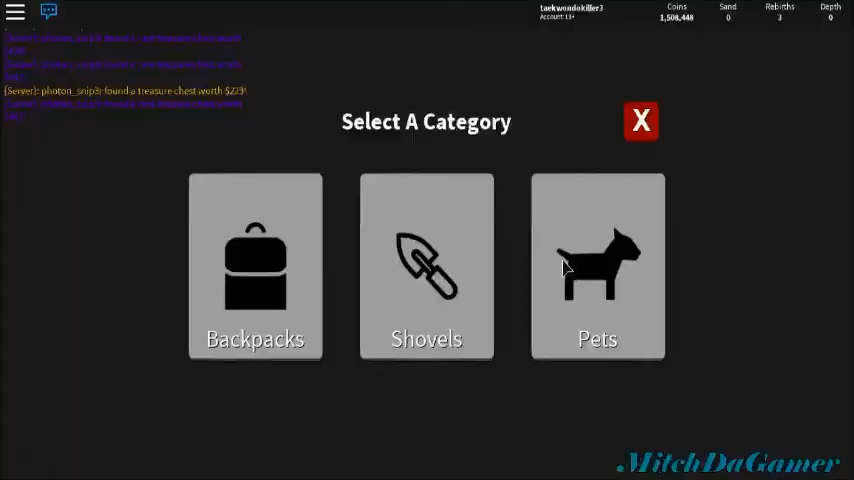 taekwondokiller3
Account: 13+
Coins
1,508,448
Sand
0
Rebirths
3
Depth
0
{Server}: photon_snip3r found a treasure chest worth $223!
Select A Category
X
Backpacks
Shovels
Pets
MitchDaGamer